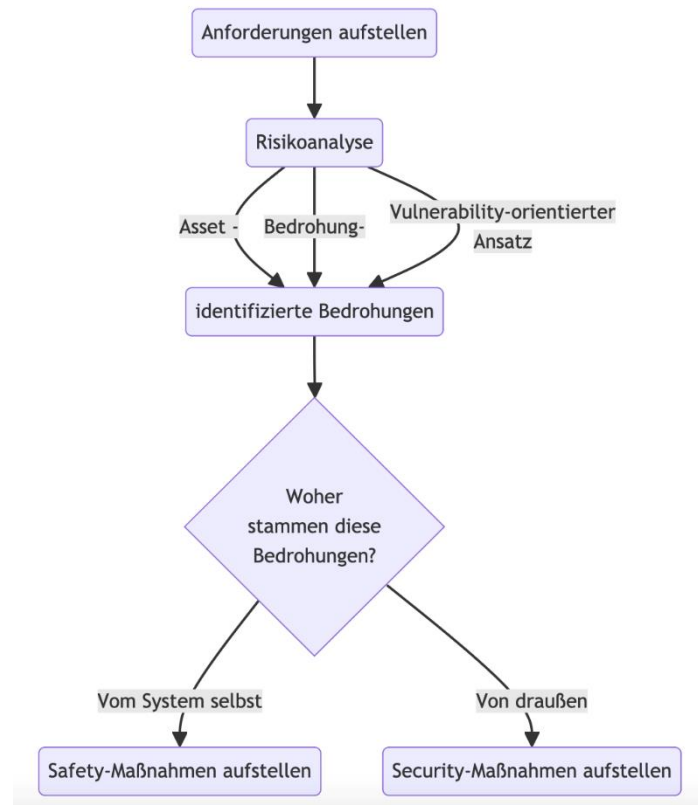 Anforderungen aufstellen
Risikoanalyse
Asset -
Bedrohung-
Vulnerability-orientierter
Ansatz
identifizierte Bedrohungen
Woher
stammen diese
Bedrohungen?
Vom System selbst
Von draußen
Safety-Maßnahmen aufstellen
Security-Maßnahmen aufstellen